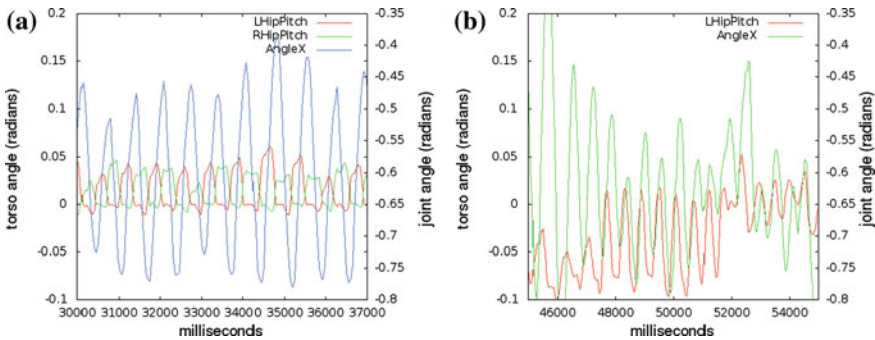 (a)
LHipPitch
RHipPitch
AngleX
torso angle (radians)
0.2
0.15
0.1
0.05
0
-0.05
-0.1
-0.35
-0.4
-0.45
-0.5
-0.55
-0.6
-0.65
-0.7
-0.75
-0.8
joint angle (radians)
30000 31000 32000 33000 34000 35000 36000 37000
milliseconds
(b)
LHipPitch
AngleX
torso angle (radians)
0.2
0.15
0.1
0.05
0
-0.05
-0.1
-0.35
-0.4
-0.45
-0.5
-0.55
-0.6
-0.65
-0.7
-0.75
-0.8
joint angle (radians)
46000 48000 50000 52000 54000
milliseconds